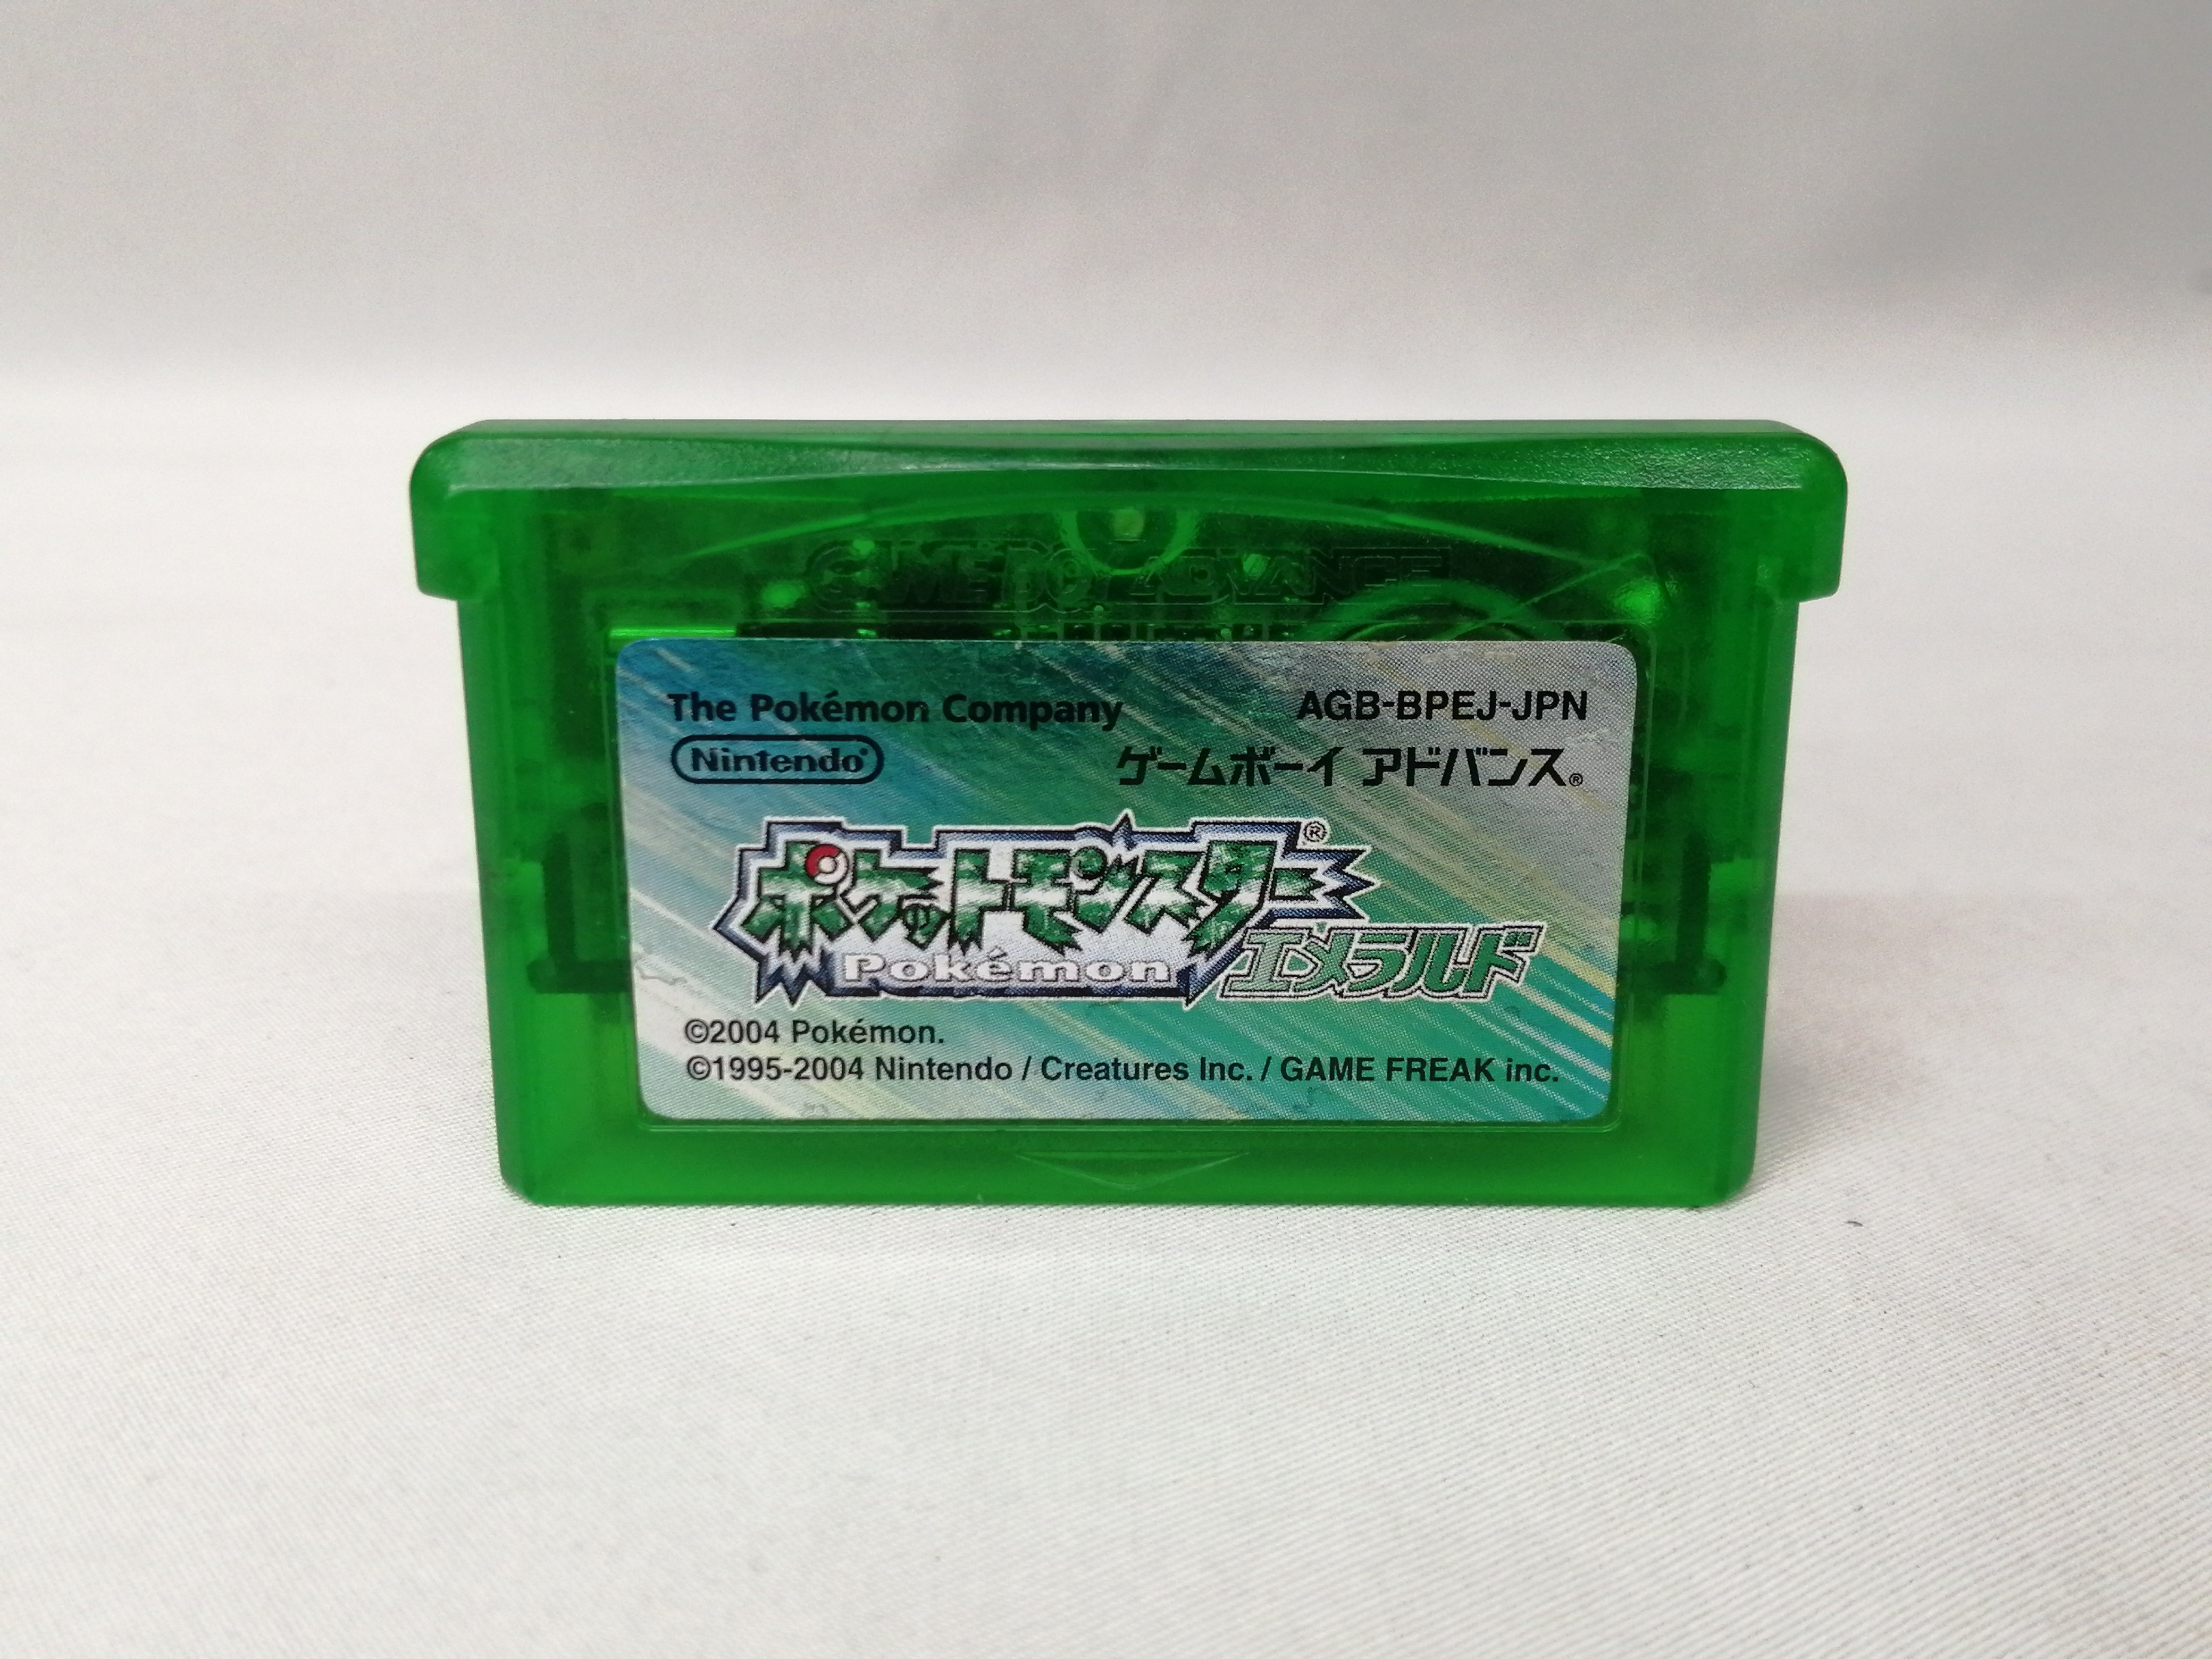 GAME BOY ADVANCE
The Pokémon Company AGB-BPEJ-JPN
Nintendo® ゲームボーイ アドバンス®
ポケットモンスター®
Pokémon エメラルド
©2004 Pokémon.
©1995-2004 Nintendo / Creatures Inc. / GAME FREAK inc.